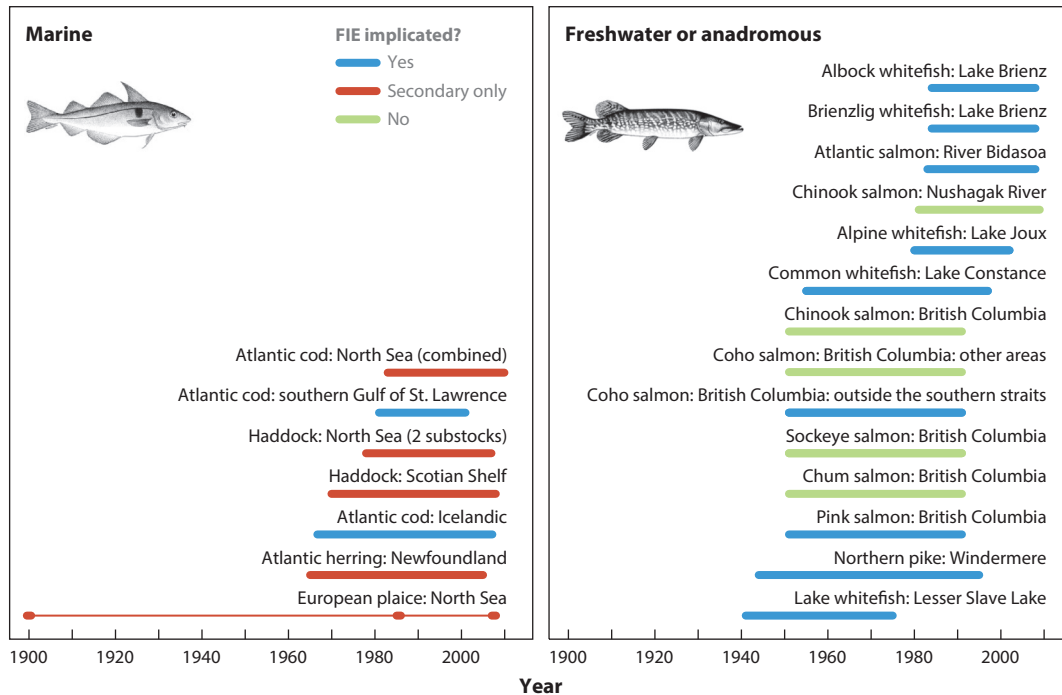 Marine
FIE implicated?
Yes
Secondary only
No
Atlantic cod: North Sea (combined)
Atlantic cod: southern Gulf of St. Lawrence
Haddock: North Sea (2 substocks)
Haddock: Scotian Shelf
Atlantic cod: Icelandic
Atlantic herring: Newfoundland
European plaice: North Sea
1900 1920 1940 1960 1980 2000
Freshwater or anadromous
Albock whitefish: Lake Brienz
Brienzlig whitefish: Lake Brienz
Atlantic salmon: River Bidasoa
Chinook salmon: Nushagak River
Alpine whitefish: Lake Joux
Common whitefish: Lake Constance
Chinook salmon: British Columbia
Coho salmon: British Columbia: other areas
Coho salmon: British Columbia: outside the southern straits
Sockeye salmon: British Columbia
Chum salmon: British Columbia
Pink salmon: British Columbia
Northern pike: Windermere
Lake whitefish: Lesser Slave Lake
1900 1920 1940 1960 1980 2000
Year